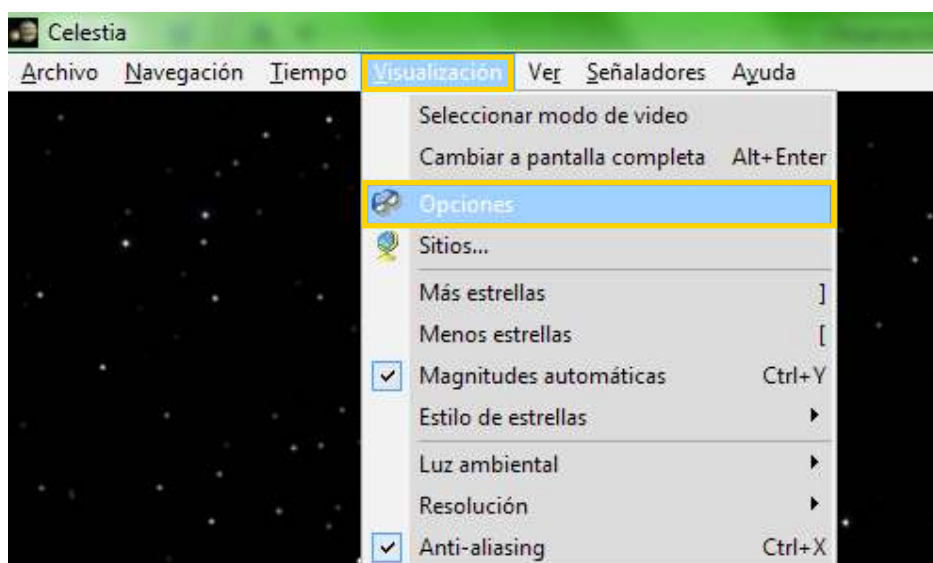 Celestia
Archivo Navegación Tiempo Visualización Ver Señaladores Ayuda
Seleccionar modo de video
Cambiar a pantalla completa Alt+Enter
Opciones
Sitios...
Más estrellas ]
Menos estrellas [
Magnitudes automáticas Ctrl+Y
Estilo de estrellas
Luz ambiental
Resolución
Anti-aliasing Ctrl+X